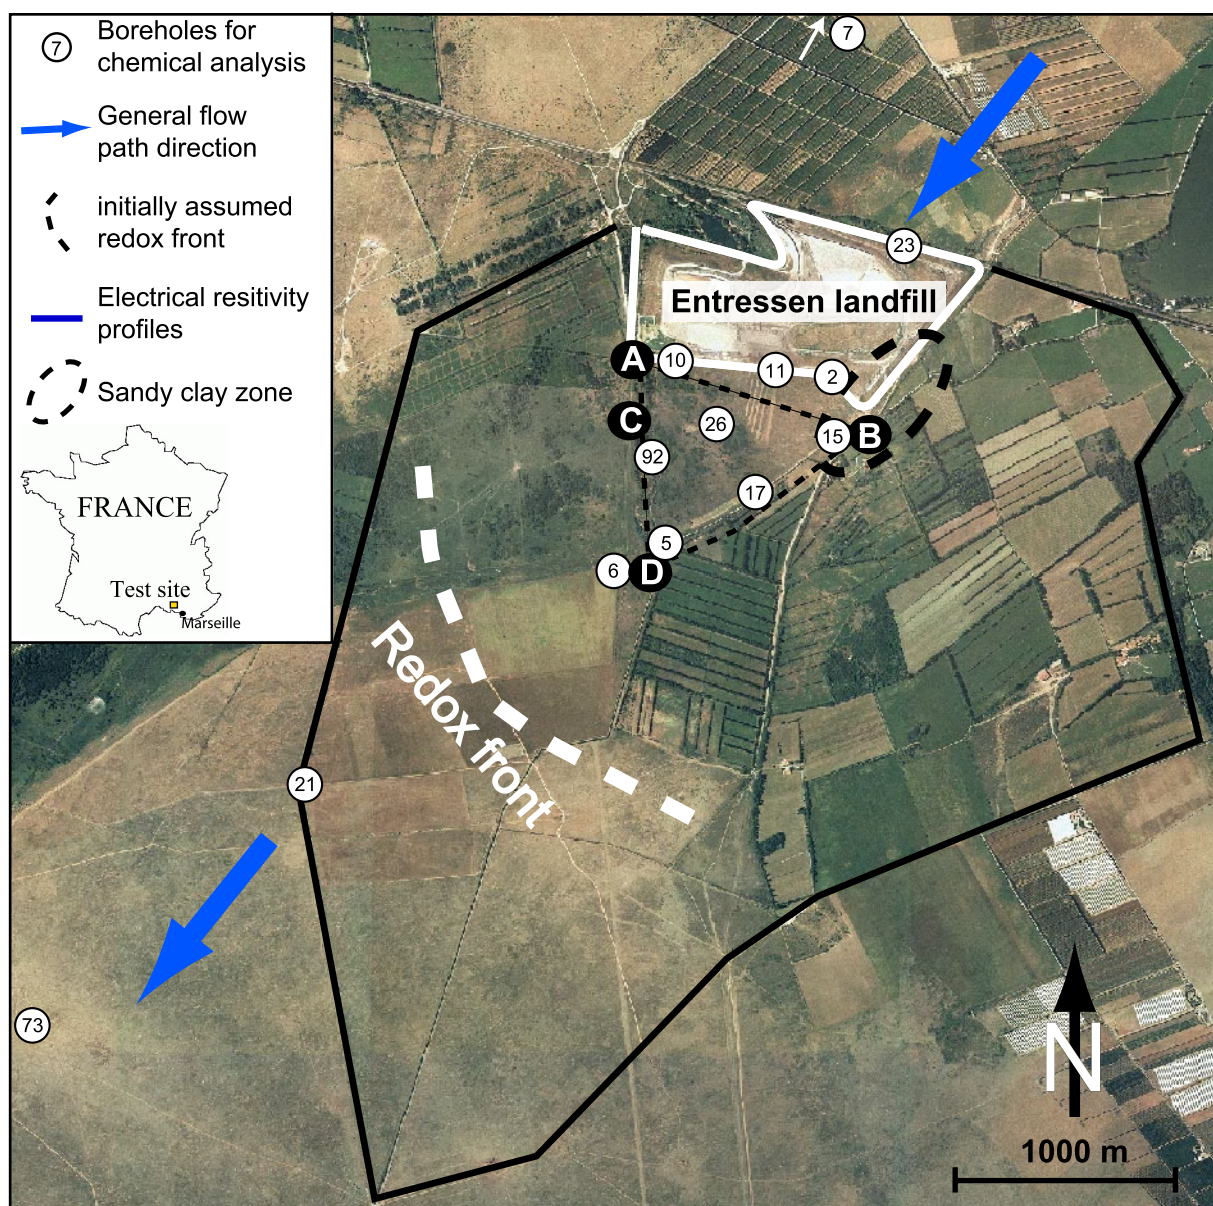 7
Boreholes for
chemical analysis
General flow
path direction
initially assumed
redox front
Electrical resitivity
profiles
Sandy clay zone
FRANCE
Test site
Marseille
7
23
Entressen landfill
A
10
11
2
C
26
15
B
92
17
5
6
D
Redox front
21
73
N
1000 m